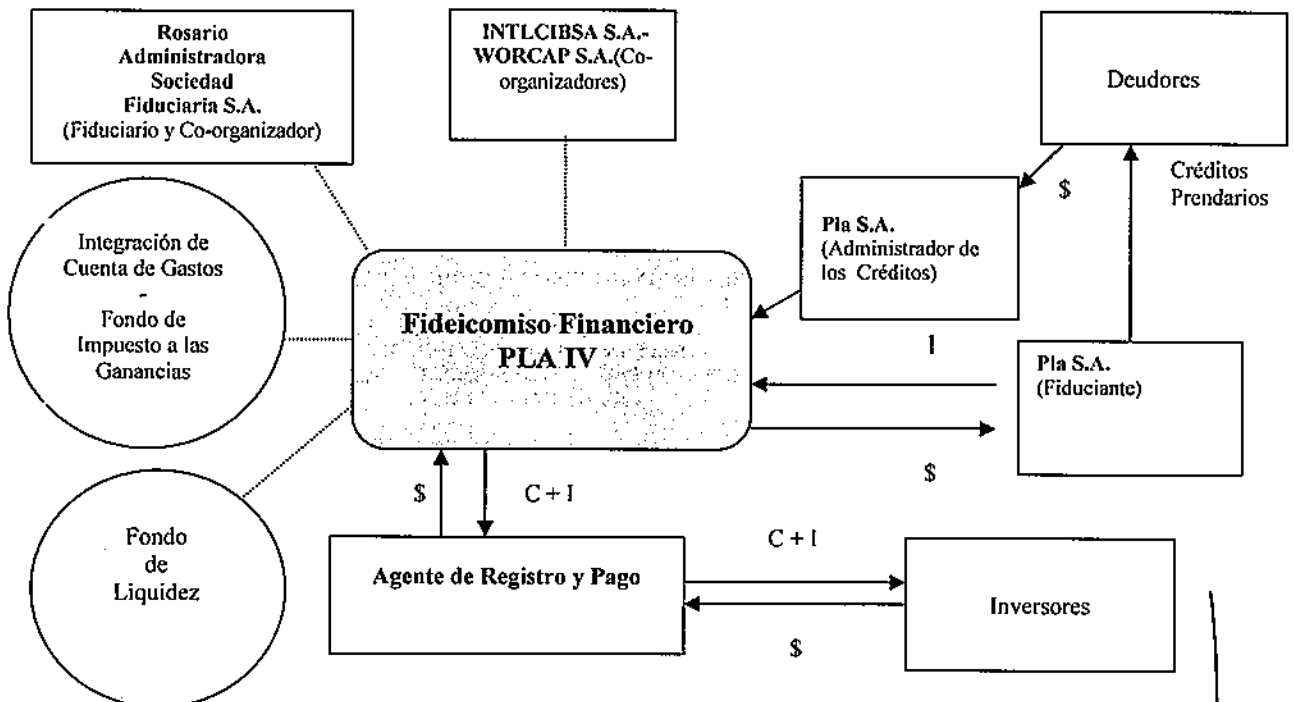 Rosario
Administradora
Sociedad
Fiduciaria S.A.
(Fiduciario y Co-organizador)
INTLCIBSA S.A.-
WORCAP S.A.(Co-
organizadores)
Deudores
Créditos
Prendarios
$
Pla S.A.
(Administrador de
los Créditos)
Integración de
Cuenta de Gastos
-
Fondo de
Impuesto a las
Ganancias
Fideicomiso Financiero
PLA IV
I
Pla S.A.
(Fiduciante)
$
$
C + I
Fondo
de
Liquidez
Agente de Registro y Pago
C + I
$
Inversores